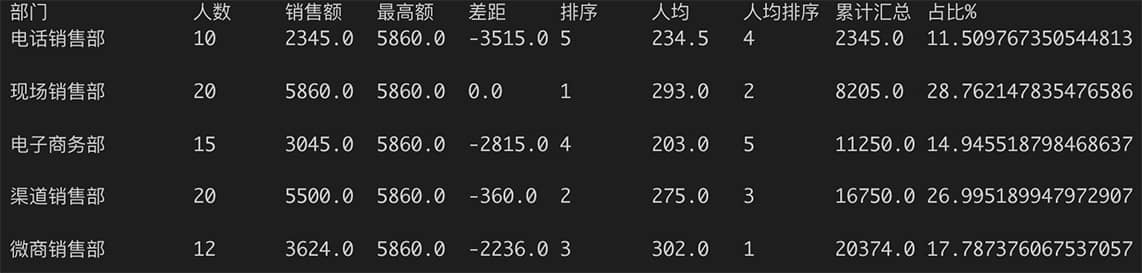 部门 人数 销售额 最高额 差距 排序 人均 人均排序 累计汇总 占比%
电话销售部 10 2345.0 5860.0 -3515.0 5 234.5 4 2345.0 11.509767350544813
现场销售部 20 5860.0 5860.0 0.0 1 293.0 2 8205.0 28.762147835476586
电子商务部 15 3045.0 5860.0 -2815.0 4 203.0 5 11250.0 14.945518798468637
渠道销售部 20 5500.0 5860.0 -360.0 2 275.0 3 16750.0 26.995189947972907
微商销售部 12 3624.0 5860.0 -2236.0 3 302.0 1 20374.0 17.787376067537057